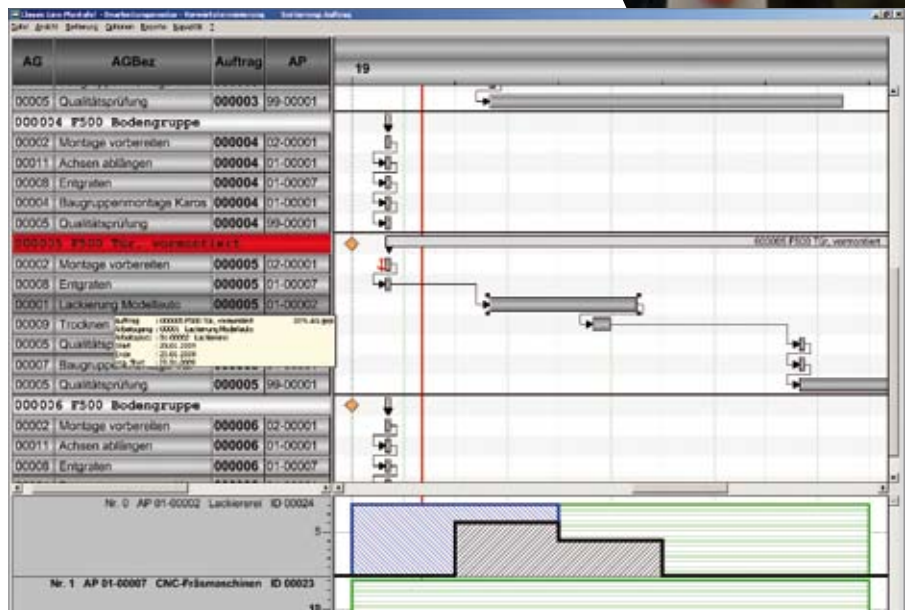 AG AGBez Auftrag AP 19
00005 Qualitätsprüfung 000003 99-00001
000004 F500 Bodengruppe
00002 Montage vorbereiten 000004 02-00001
00011 Achsen ablängen 000004 01-00001
00008 Entgraten 000004 01-00007
00004 Baugruppenmontage Karos 000004 01-00001
00005 Qualitätsprüfung 000004 99-00001
000005 F500 Tür, vormontiert 000005 F500 Tür, vormontiert
00002 Montage vorbereiten 000005 02-00001
00008 Entgraten 000005 01-00007
00001 Lackierung Modellauto 000005 01-00002
00009 Trocknen
00005
00007
00005 Qualitätsprüfung 000005 99-00001
000006 F500 Bodengruppe
00002 Montage vorbereiten 000006 02-00001
00011 Achsen ablängen 000006 01-00001
00008 Entgraten 000006 01-00007
Nr. 0 AP 01-00002 Lackiererei ID 00024
5
Nr. 1 AP 01-00007 CNC-Fräsmaschinen ID 00023
10